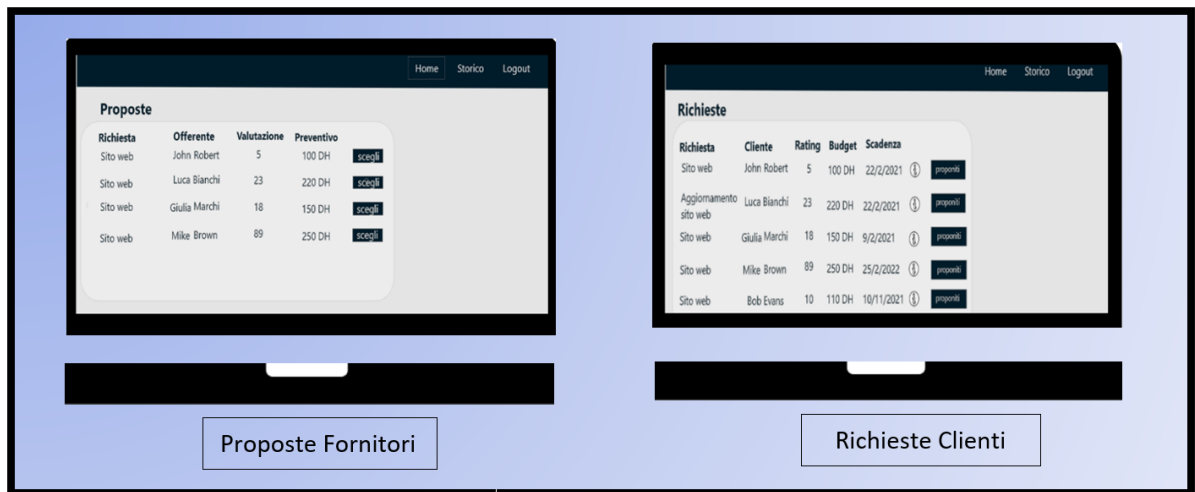 Home Storico Logout
Proposte
Richiesta Offerente Valutazione Preventivo
Sito web John Robert 5 100 DH scegli
Sito web Luca Bianchi 23 220 DH scegli
Sito web Giulia Marchi 18 150 DH scegli
Sito web Mike Brown 89 250 DH scegli
Proposte Fornitori
Home Storico Logout
Richieste
Richiesta Cliente Rating Budget Scadenza
Sito web John Robert 5 100 DH 22/2/2021 proponiti
Aggiornamento
sito web Luca Bianchi 23 220 DH 22/2/2021 proponiti
Sito web Giulia Marchi 18 150 DH 9/2/2021 proponiti
Sito web Mike Brown 89 250 DH 25/2/2022 proponiti
Sito web Bob Evans 10 110 DH 10/11/2021 proponiti
Richieste Clienti